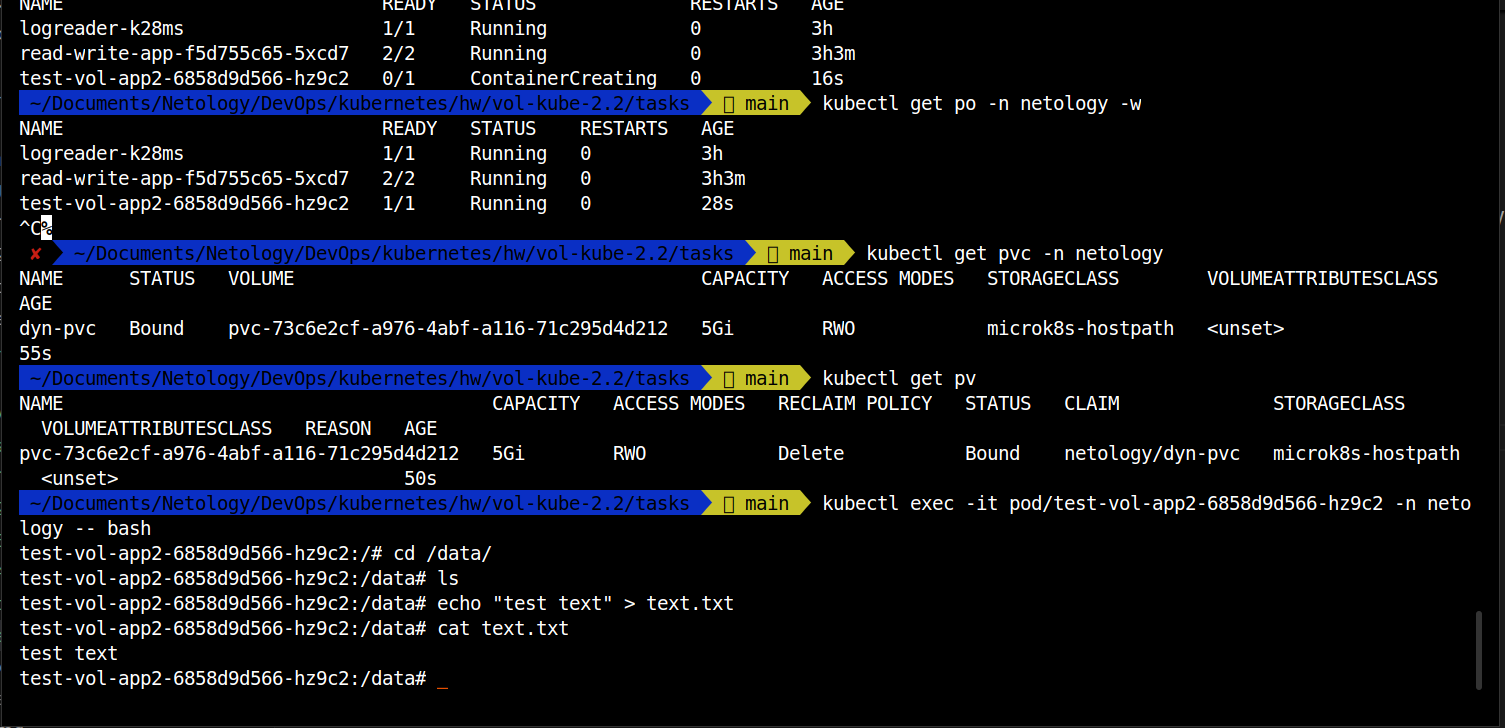 NAME READY STATUS RESTARTS AGE
logreader-k28ms 1/1 Running 0 3h
read-write-app-f5d755c65-5xcd7 2/2 Running 0 3h3m
test-vol-app2-6858d9d566-hz9c2 0/1 ContainerCreating 0 16s
~/Documents/Netology/DevOps/kubernetes/hw/vol-kube-2.2/tasks main kubectl get po -n netology -w
NAME READY STATUS RESTARTS AGE
logreader-k28ms 1/1 Running 0 3h
read-write-app-f5d755c65-5xcd7 2/2 Running 0 3h3m
test-vol-app2-6858d9d566-hz9c2 1/1 Running 0 28s
^C%
✘ ~/Documents/Netology/DevOps/kubernetes/hw/vol-kube-2.2/tasks main kubectl get pvc -n netology
NAME STATUS VOLUME CAPACITY ACCESS MODES STORAGECLASS VOLUMEATTRIBUTESCLASS
AGE
dyn-pvc Bound pvc-73c6e2cf-a976-4abf-a116-71c295d4d212 5Gi RWO microk8s-hostpath <unset>
55s
~/Documents/Netology/DevOps/kubernetes/hw/vol-kube-2.2/tasks main kubectl get pv
NAME CAPACITY ACCESS MODES RECLAIM POLICY STATUS CLAIM STORAGECLASS
VOLUMEATTRIBUTESCLASS REASON AGE
pvc-73c6e2cf-a976-4abf-a116-71c295d4d212 5Gi RWO Delete Bound netology/dyn-pvc microk8s-hostpath
<unset> 50s
~/Documents/Netology/DevOps/kubernetes/hw/vol-kube-2.2/tasks main kubectl exec -it pod/test-vol-app2-6858d9d566-hz9c2 -n neto
logy -- bash
test-vol-app2-6858d9d566-hz9c2:/# cd /data/
test-vol-app2-6858d9d566-hz9c2:/data# ls
test-vol-app2-6858d9d566-hz9c2:/data# echo "test text" > text.txt
test-vol-app2-6858d9d566-hz9c2:/data# cat text.txt
test text
test-vol-app2-6858d9d566-hz9c2:/data# _